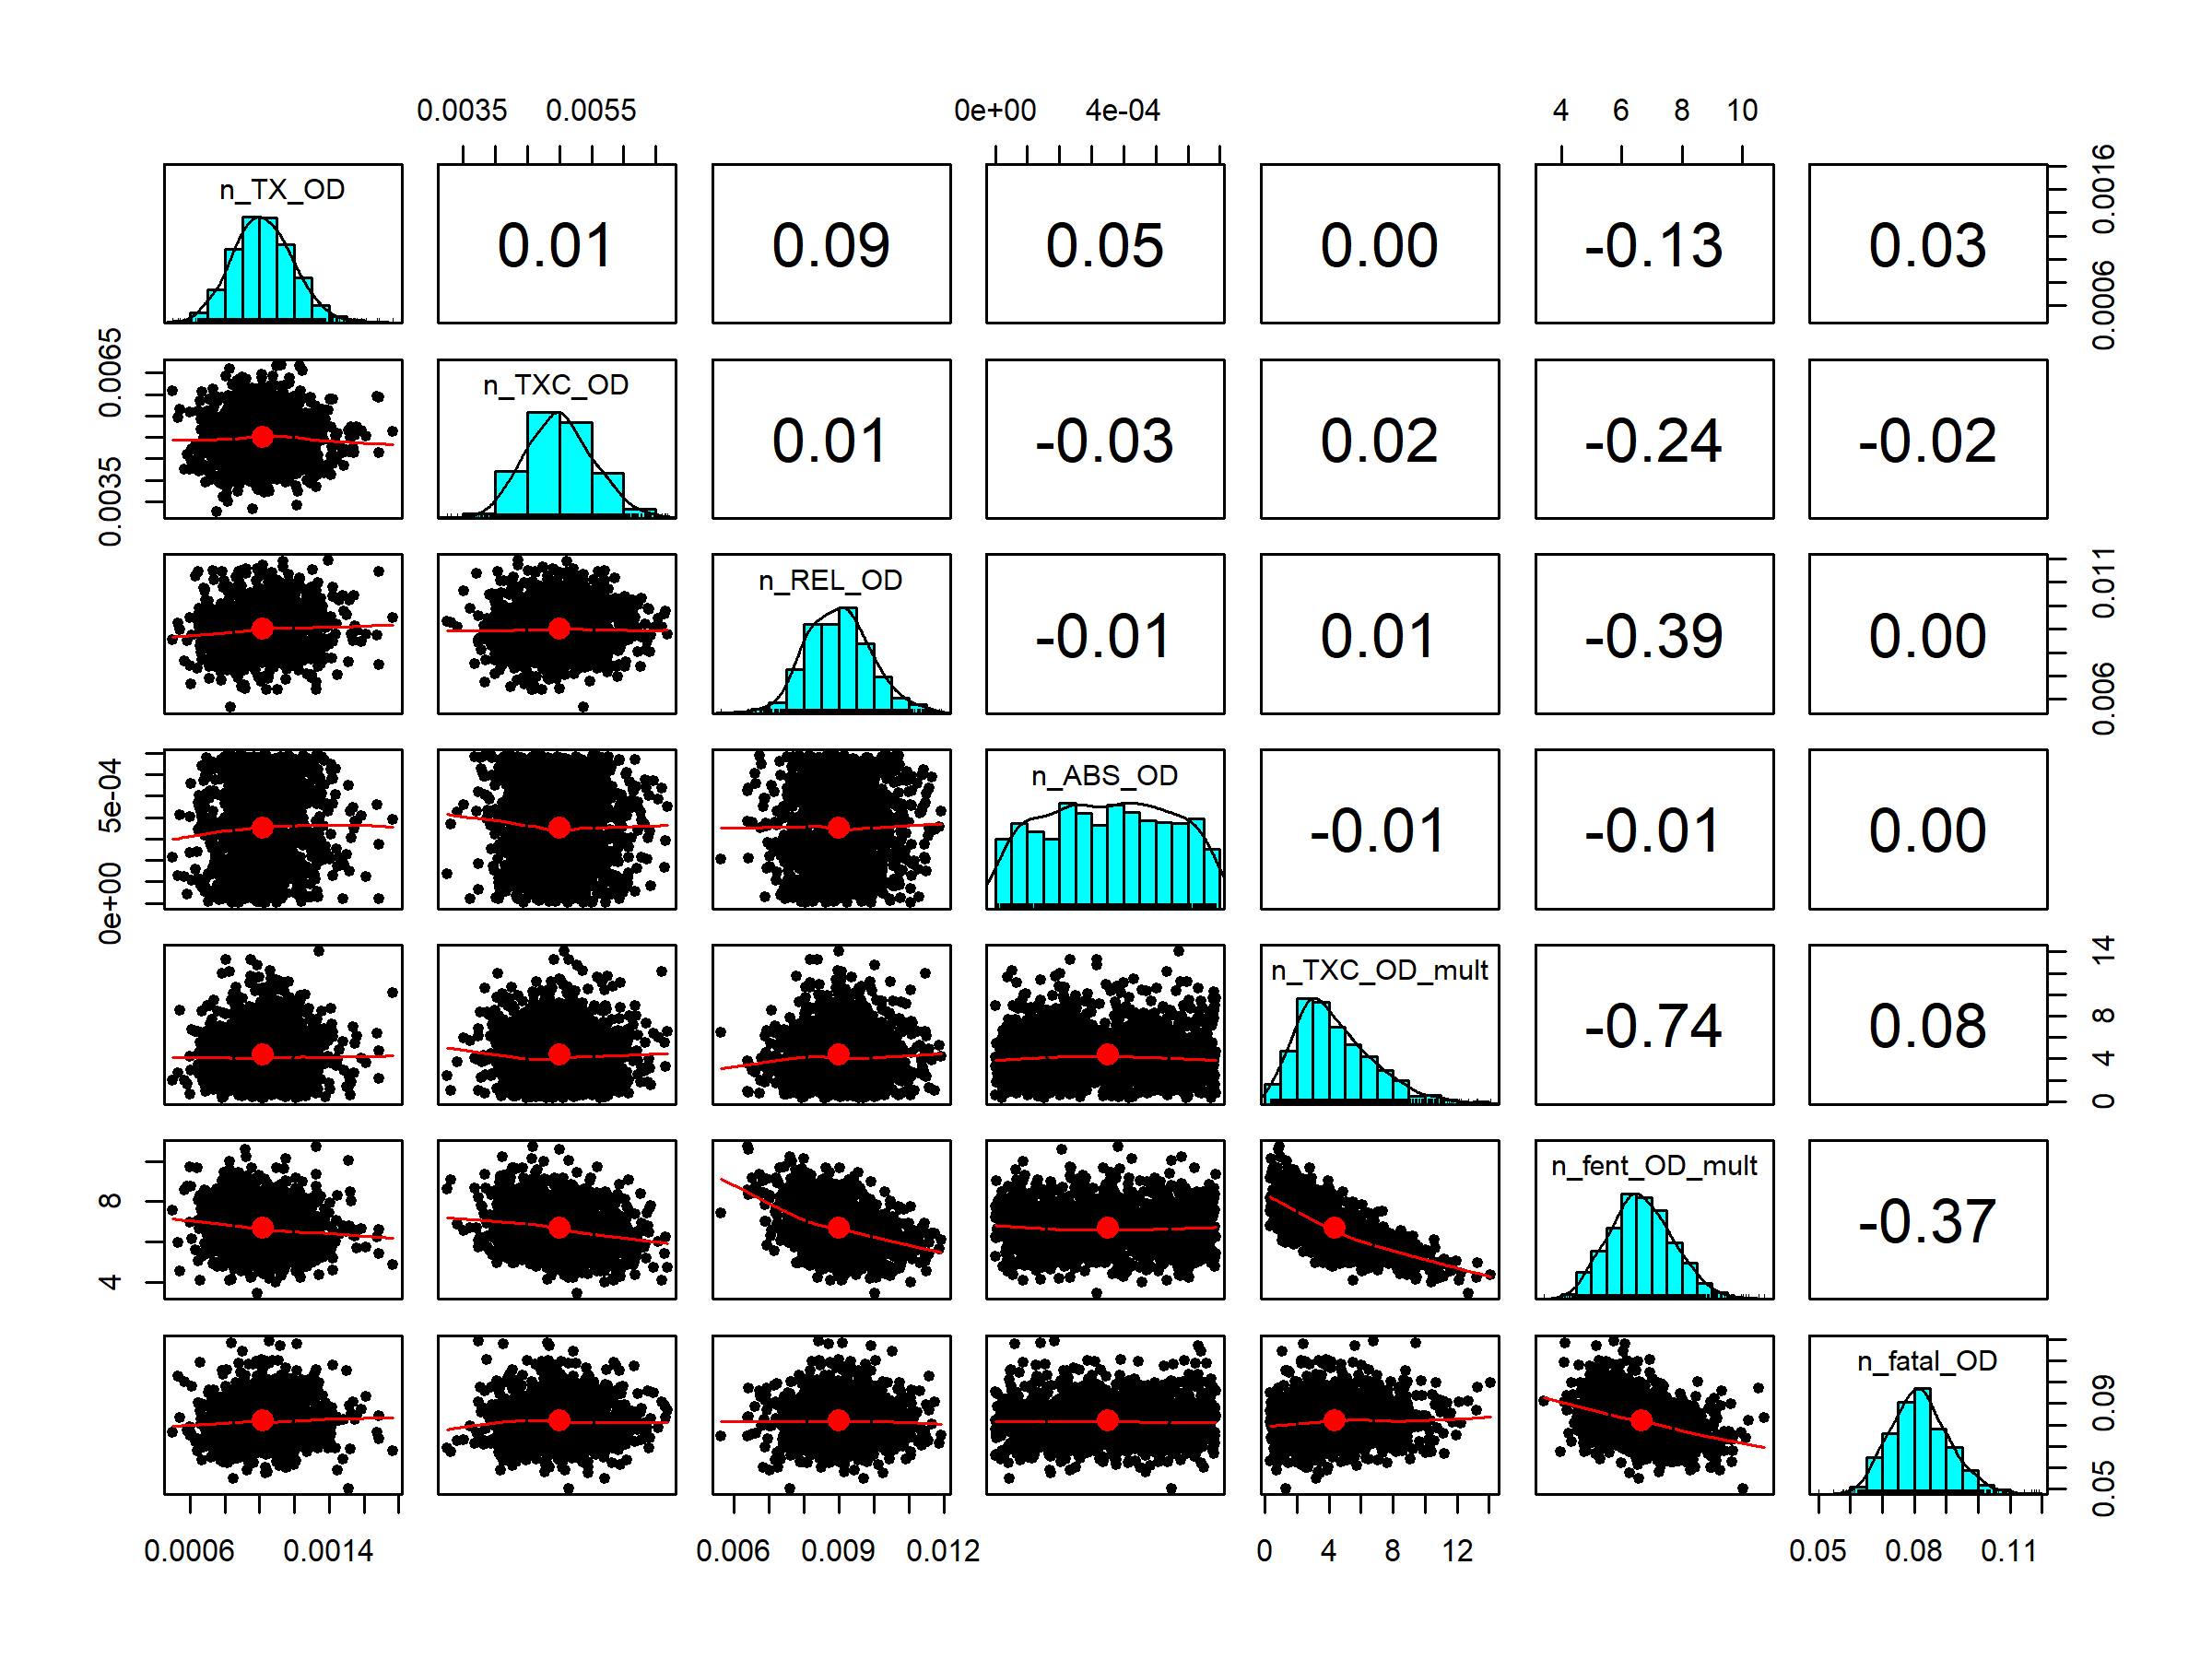 0.0035 0.0055 0e+00 4e-04 4 6 8 10
n_TX_OD 0.01 0.09 0.05 0.00 -0.13 0.03 0.0006 0.0016
0.0035 0.0065 n_TXC_OD 0.01 -0.03 0.02 -0.24 -0.02
n_REL_OD -0.01 0.01 -0.39 0.00 0.006 0.011
0e+00 5e-04 n_ABS_OD -0.01 -0.01 0.00
n_TXC_OD_mult -0.74 0.08 0 4 8 14
4 8 n_fent_OD_mult -0.37
n_fatal_OD 0.05 0.09
0.0006 0.0014 0.006 0.009 0.012 0 4 8 12 0.05 0.08 0.11